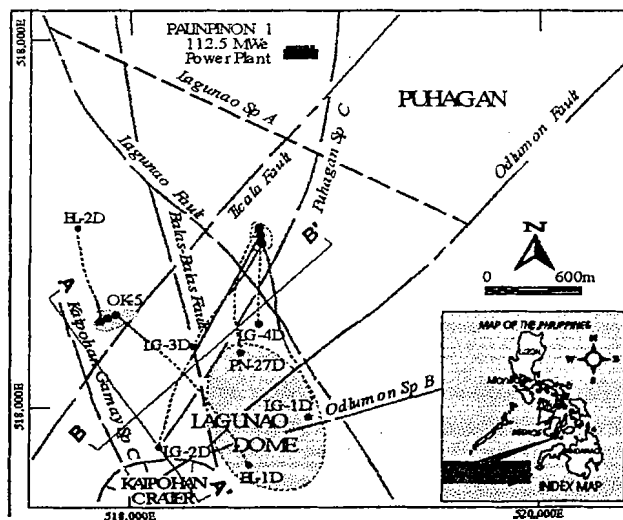 518,000E
PALINPINON 1
112.5 MWe
Power Plant
Lagunao Sp A
PUHAGAN
Odlumon Fault
Lagunao Fault
Ticala Fault
Puhagan Sp C
HL-2D
Balas-Balas Fault
B'
N
0 600m
A
OK-5
Kaipohan Gamay Sp C
LG-3D
LG-4D
PN-27D
MAP OF THE PHILIPPINES
N
W E
S
LUZON
LG-1D
Odlumon Sp B
518,000E
B
LAGUNAO
DOME
LG-2D
HL-1D
KAIPOHAN
CRATER
A'
INDEX MAP
518,000E
520,000E